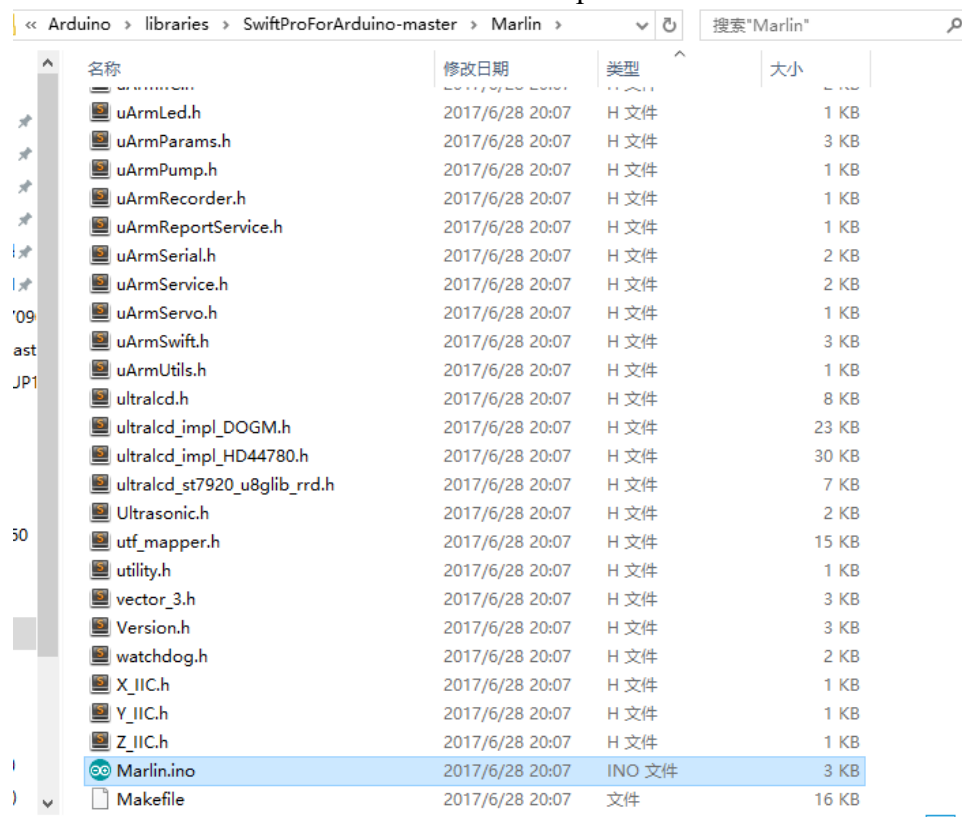 « Arduino > libraries > SwiftProForArduino-master > Marlin > 搜索"Marlin"
名称 修改日期 类型 大小
uArmLed.h 2017/6/28 20:07 H 文件 1 KB
uArmParams.h 2017/6/28 20:07 H 文件 3 KB
uArmPump.h 2017/6/28 20:07 H 文件 1 KB
uArmRecorder.h 2017/6/28 20:07 H 文件 1 KB
uArmReportService.h 2017/6/28 20:07 H 文件 1 KB
uArmSerial.h 2017/6/28 20:07 H 文件 2 KB
uArmService.h 2017/6/28 20:07 H 文件 2 KB
uArmServo.h 2017/6/28 20:07 H 文件 1 KB
uArmSwift.h 2017/6/28 20:07 H 文件 3 KB
uArmUtils.h 2017/6/28 20:07 H 文件 1 KB
ultralcd.h 2017/6/28 20:07 H 文件 8 KB
ultralcd_impl_DOGM.h 2017/6/28 20:07 H 文件 23 KB
ultralcd_impl_HD44780.h 2017/6/28 20:07 H 文件 30 KB
ultralcd_st7920_u8glib_rrd.h 2017/6/28 20:07 H 文件 7 KB
Ultrasonic.h 2017/6/28 20:07 H 文件 2 KB
utf_mapper.h 2017/6/28 20:07 H 文件 15 KB
utility.h 2017/6/28 20:07 H 文件 1 KB
vector_3.h 2017/6/28 20:07 H 文件 3 KB
Version.h 2017/6/28 20:07 H 文件 3 KB
watchdog.h 2017/6/28 20:07 H 文件 2 KB
X_IIC.h 2017/6/28 20:07 H 文件 1 KB
Y_IIC.h 2017/6/28 20:07 H 文件 1 KB
Z_IIC.h 2017/6/28 20:07 H 文件 1 KB
Marlin.ino 2017/6/28 20:07 INO 文件 3 KB
Makefile 2017/6/28 20:07 文件 16 KB